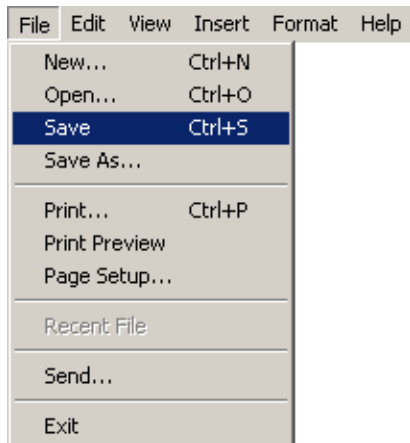 File Edit View Insert Format Help
New... Ctrl+N
Open... Ctrl+O
Save Ctrl+S
Save As...
Print... Ctrl+P
Print Preview
Page Setup...
Recent File
Send...
Exit